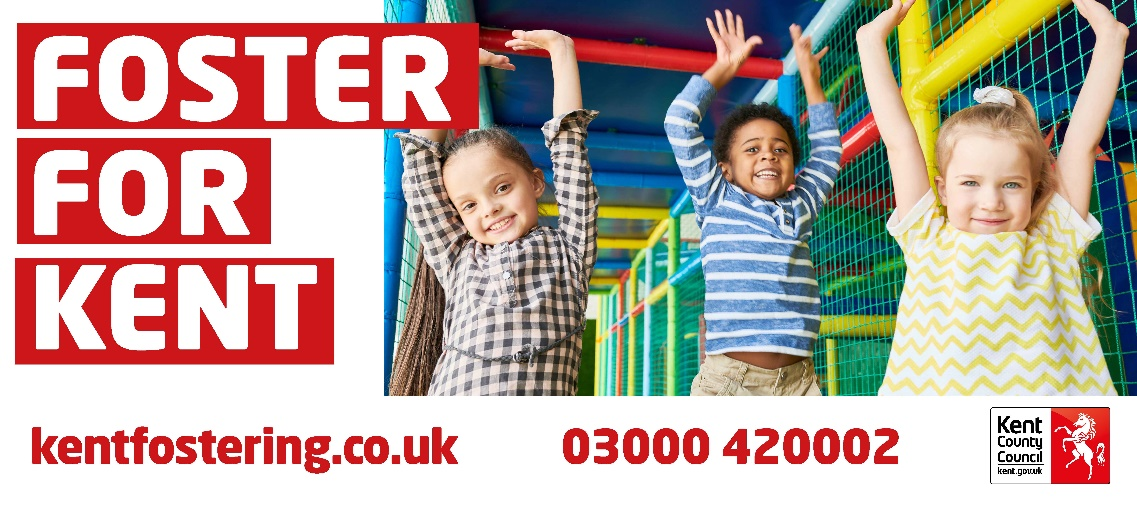 FOSTER
FOR
KENT
kentfostering.co.uk
03000 420002
Kent
County
Council
kent.gov.uk